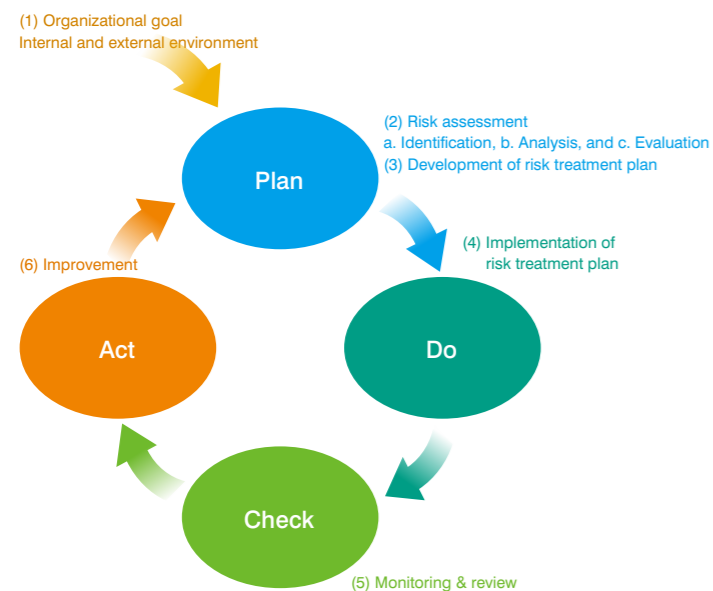 (1) Organizational goal
Internal and external environment
Plan
(2) Risk assessment
a. Identification, b. Analysis, and c. Evaluation
(3) Development of risk treatment plan
(4) Implementation of
risk treatment plan
(6) Improvement
Act
Do
Check
(5) Monitoring & review